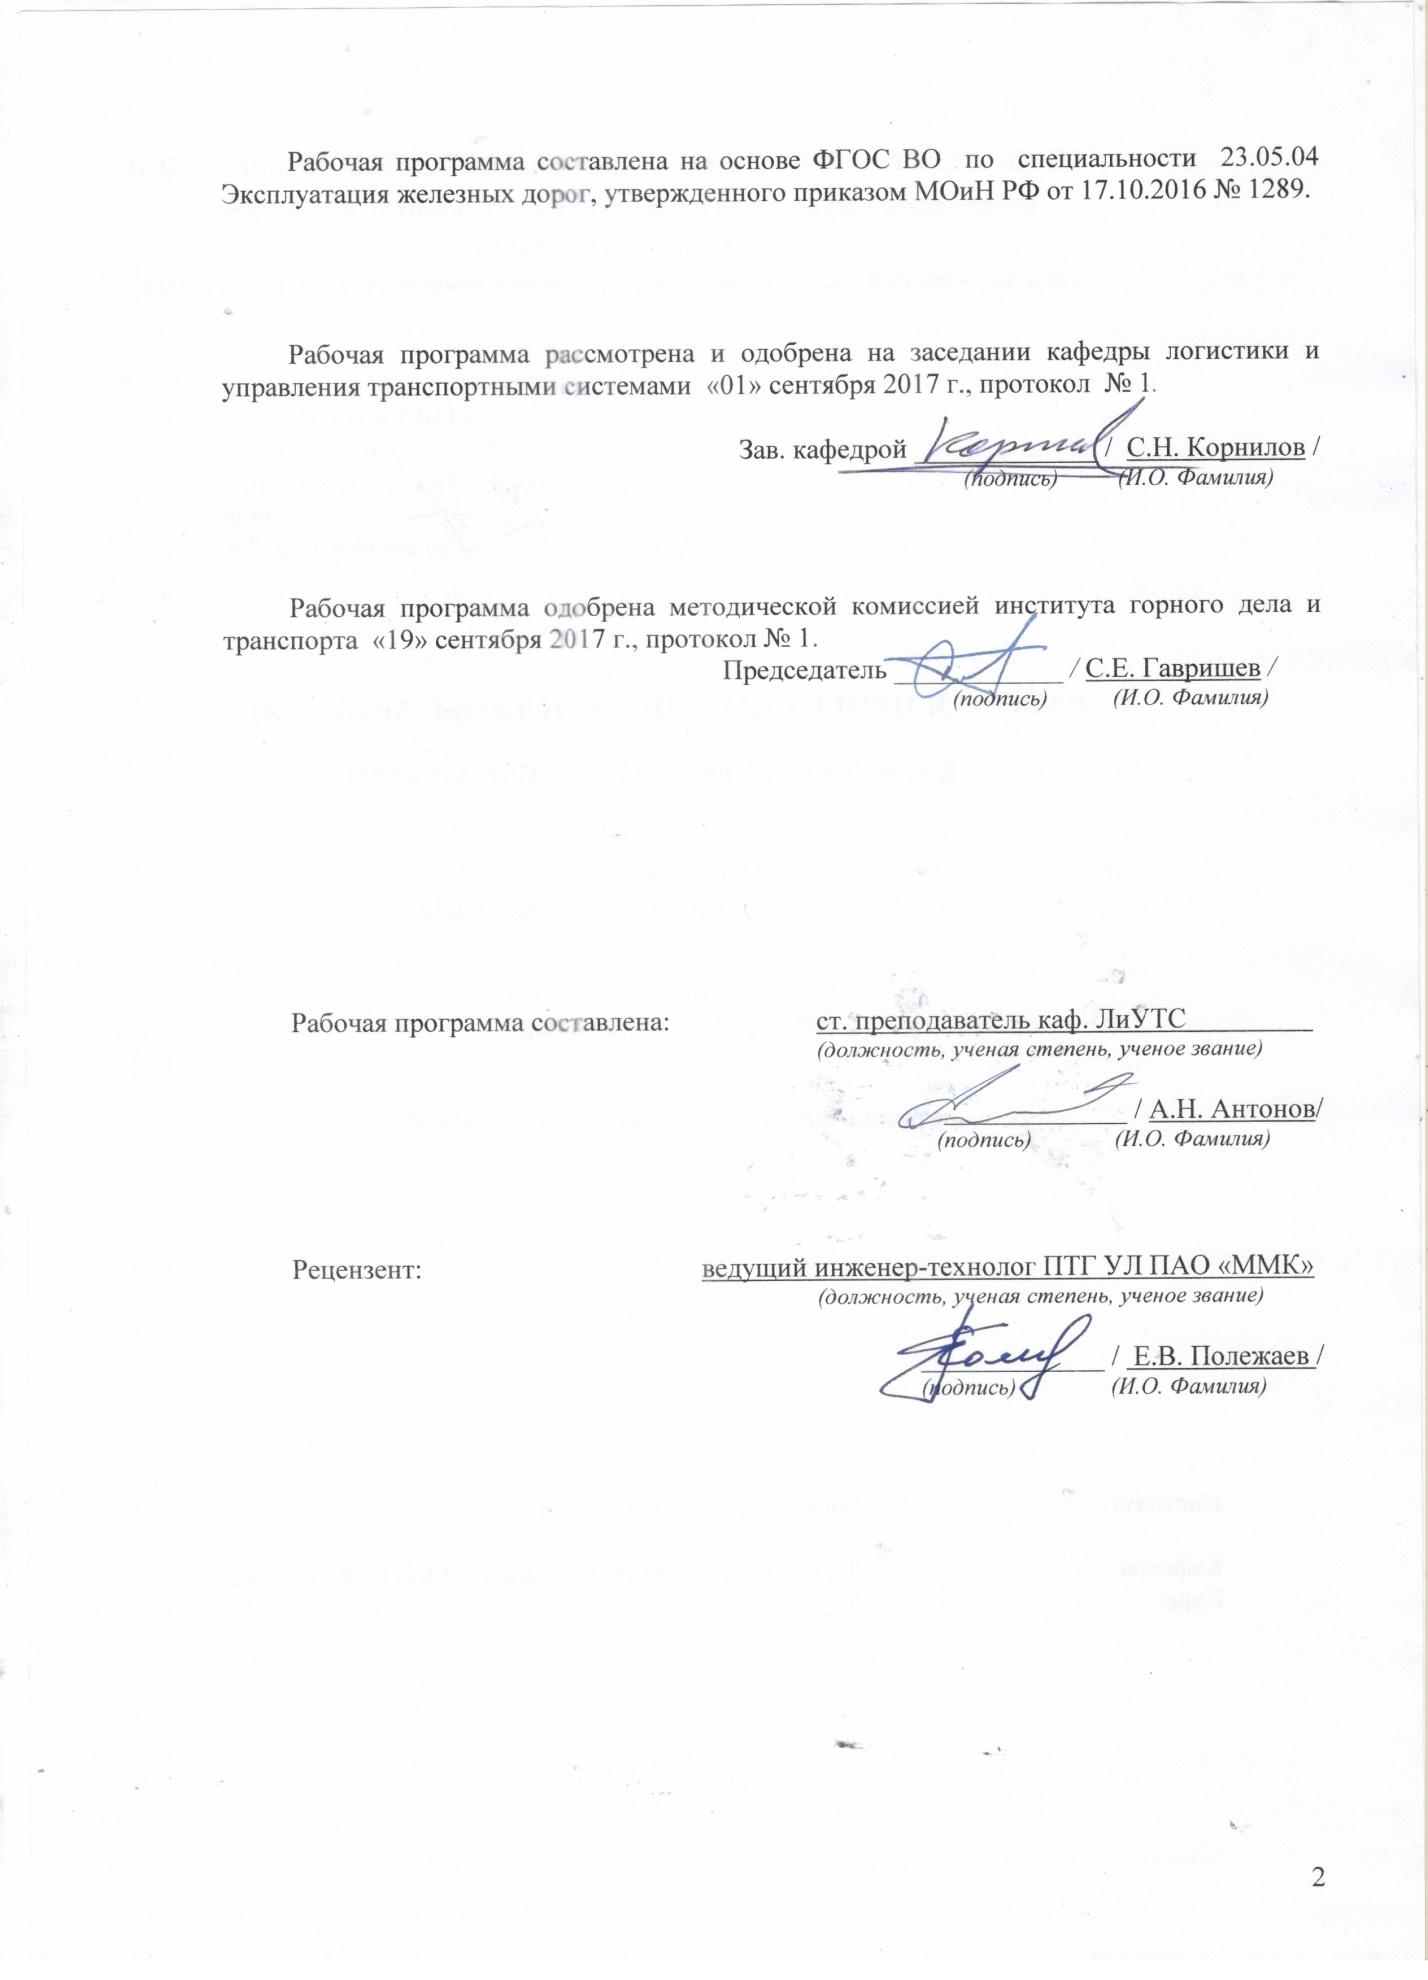 Рабочая программа составлена на основе ФГОС ВО по специальности 23.05.04
Эксплуатация железных дорог, утвержденного приказом МОиН РФ от 17.10.2016 № 1289.
Рабочая программа рассмотрена и одобрена на заседании кафедры логистики и
управления транспортными системами «01» сентября 2017 г., протокол № 1.
Зав. кафедрой ______________ / С.Н. Корнилов /
(подпись) (И.О. Фамилия)
Рабочая программа одобрена методической комиссией института горного дела и
транспорта «19» сентября 2017 г., протокол № 1.
Председатель ____________ / С.Е. Гавришев /
(подпись) (И.О. Фамилия)
Рабочая программа составлена: ст. преподаватель каф. ЛиУТС
(должность, ученая степень, ученое звание)
_____________ / А.Н. Антонов/
(подпись) (И.О. Фамилия)
Рецензент: ведущий инженер-технолог ПТГ УЛ ПАО «ММК»
(должность, ученая степень, ученое звание)
_____________ / Е.В. Полежаев /
(подпись) (И.О. Фамилия)
2